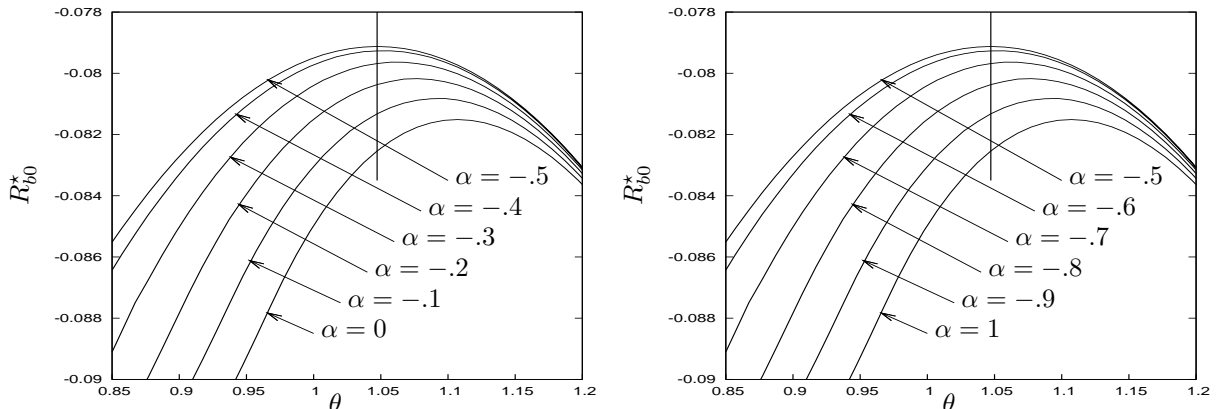 -0.078
-0.08
-0.082
-0.084
-0.086
-0.088
-0.09
R*b0
0.85 0.9 0.95 1 1.05 1.1 1.15 1.2
θ
α = −.5
α = −.4
α = −.3
α = −.2
α = −.1
α = 0
-0.078
-0.08
-0.082
-0.084
-0.086
-0.088
-0.09
R*b0
0.85 0.9 0.95 1 1.05 1.1 1.15 1.2
θ
α = −.5
α = −.6
α = −.7
α = −.8
α = −.9
α = 1